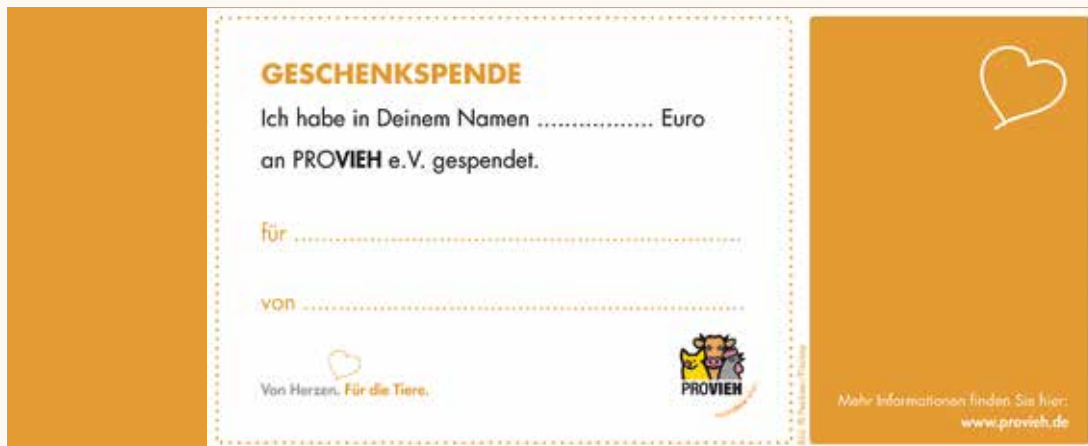 GESCHENKSPENDE
Ich habe in Deinem Namen ................. Euro
an PROVIEH e.V. gespendet.
für ..................................................................
von .................................................................
Von Herzen. Für die Tiere.
PROVIEH
Mehr Informationen finden Sie hier:
www.provieh.de